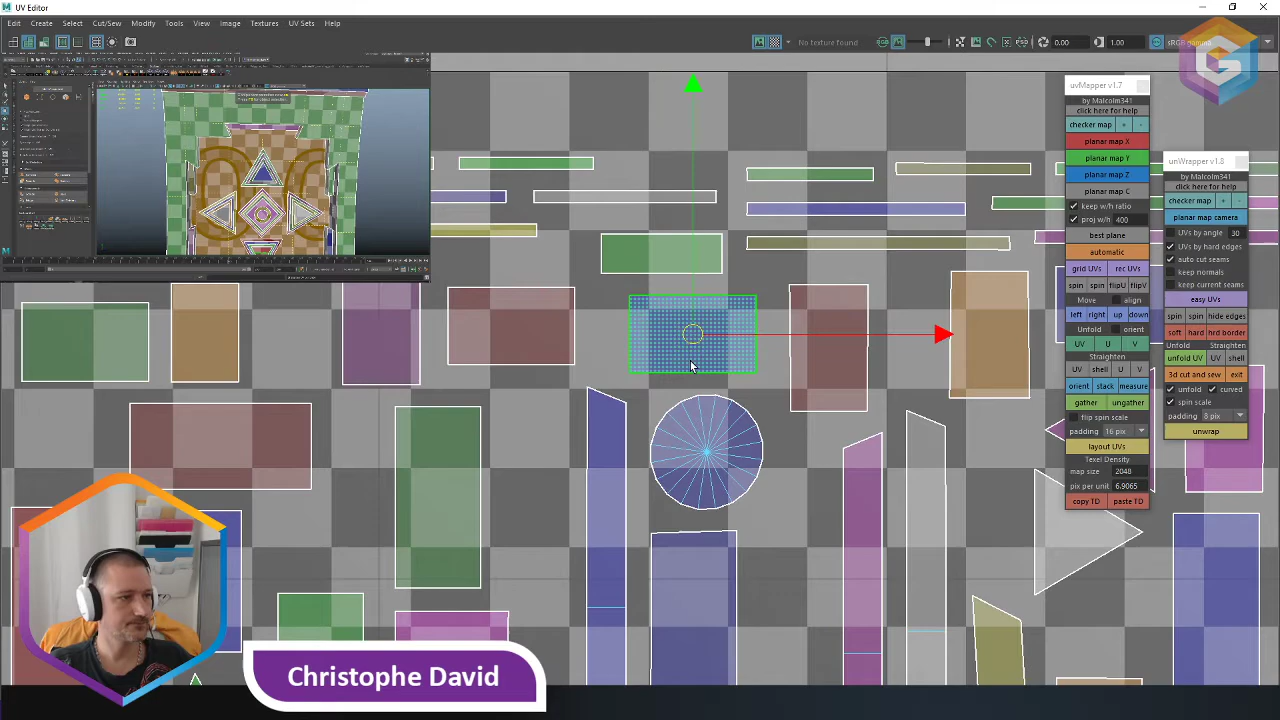 UV Editor
Edit Create Select Cut/Sew Modify Tools View Image Textures UV Sets Help
No texture found
0.00
1.00
sRGB gamma
uvMapper v1.7
by Malcolm341
click here for help
checker map + -
planar map X
planar map Y
planar map Z
planar map C
keep w/h ratio
proj w/h 400
best plane
automatic
grid UVs rec UVs
spin spin flipU flipV
Move align
left right up down
Unfold orient
UV U V
Straighten
UV shell U V
orient stack measure
gather ungather
flip spin scale
padding 16 pix
layout UVs
Texel Density
map size 2048
pix per unit 6.9065
copy TD paste TD
unWrapper v1.8
by Malcolm341
click here for help
checker map + -
planar map camera
UVs by angle 30
UVs by hard edges
auto cut seams
keep normals
keep current seams
easy UVs
spin spin hide edges
soft hard hrd border
Unfold Straighten
unfold UV UV shell
3d cut and sew exit
unfold curved
spin scale
padding 8 pix
unwrap
Christophe David